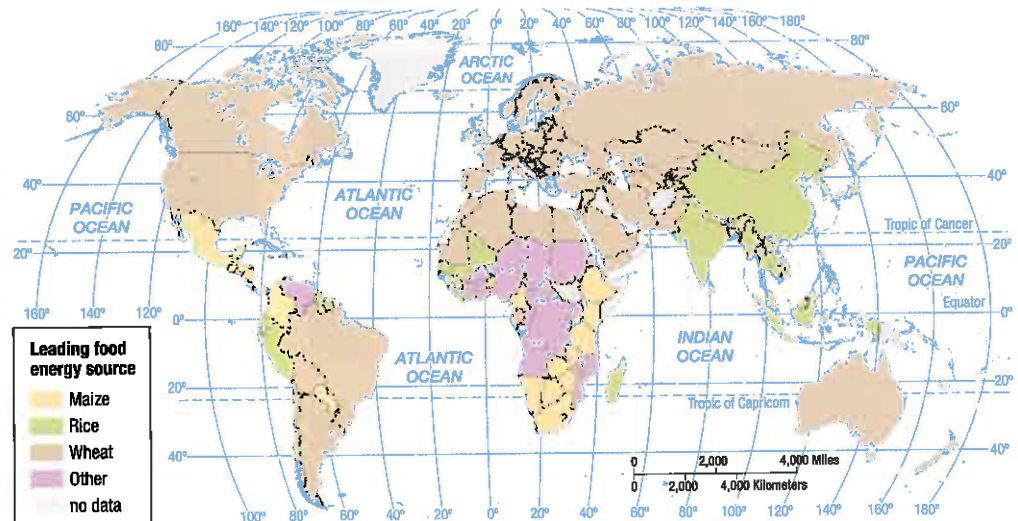 160° 140° 120° 100° 80° 60° 40° 20° 0° 20° 40° 60° 80° 100° 120° 140° 160° 180°
80° 80°
ARCTIC
OCEAN
60° 60°
40° ATLANTIC 40°
OCEAN
PACIFIC
OCEAN
Tropic of Cancer
20° 20°
PACIFIC
OCEAN
Equator
160° 140° 120° 0° 0°
INDIAN
OCEAN
ATLANTIC
OCEAN
20° 20°
Tropic of Capricorn
40° 40°
0 2,000 4,000 Miles
0 2,000 4,000 Kilometers
100° 80° 60° 40° 20° 0° 20° 40° 60° 80° 100° 120° 140° 160° 180°
Leading food
energy source
Maize
Rice
Wheat
Other
no data